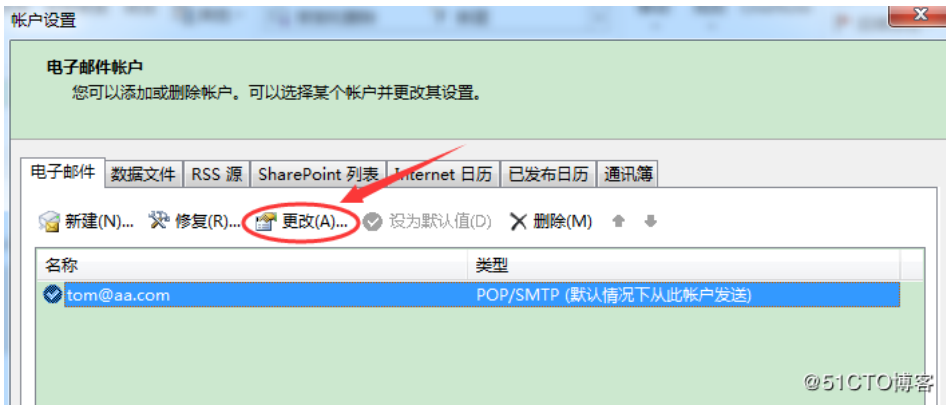 帐户设置
电子邮件帐户
您可以添加或删除帐户。可以选择某个帐户并更改其设置。
电子邮件 数据文件 RSS 源 SharePoint 列表 Internet 日历 已发布日历 通讯簿
新建(N)... 修复(R)... 更改(A)... 设为默认值(D) 删除(M)
名称 类型
tom@aa.com POP/SMTP (默认情况下从此帐户发送)
@51CTO博客